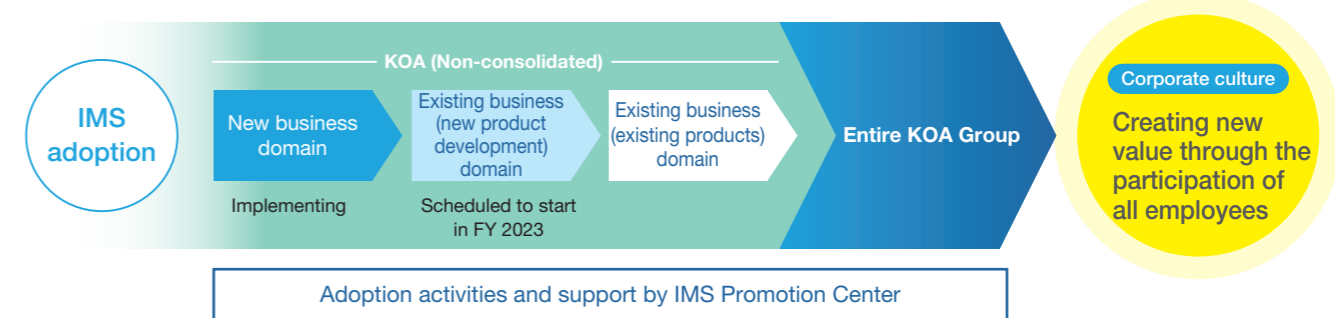 KOA (Non-consolidated)
IMS
adoption
New business
domain
Implementing
Existing business
(new product
development)
domain
Scheduled to start
in FY 2023
Existing business
(existing products)
domain
Entire KOA Group
Corporate culture
Creating new
value through the
participation of
all employees
Adoption activities and support by IMS Promotion Center